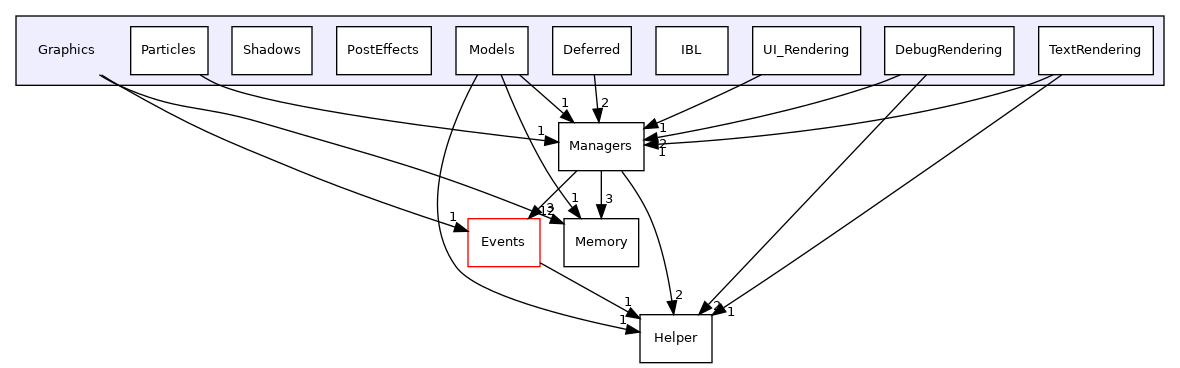 Graphics Particles Shadows PostEffects Models Deferred IBL UI_Rendering DebugRendering TextRendering
1 2
1 1
2
1
Managers
1 3
1 2
1
Events Memory
1 2 2 1
1
Helper